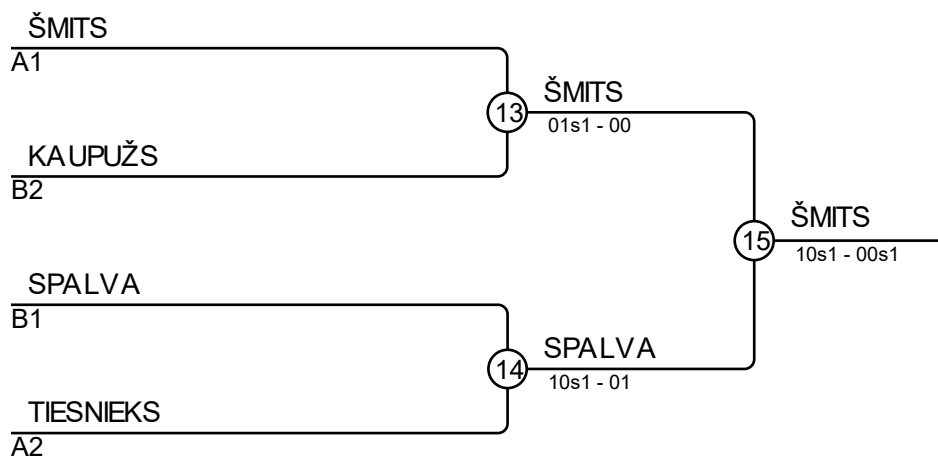 ŠMITS
A1
13
ŠMITS
01s1 - 00
KAUPUŽS
B2
15
ŠMITS
10s1 - 00s1
SPALVA
B1
14
SPALVA
10s1 - 01
TIESNIEKS
A2